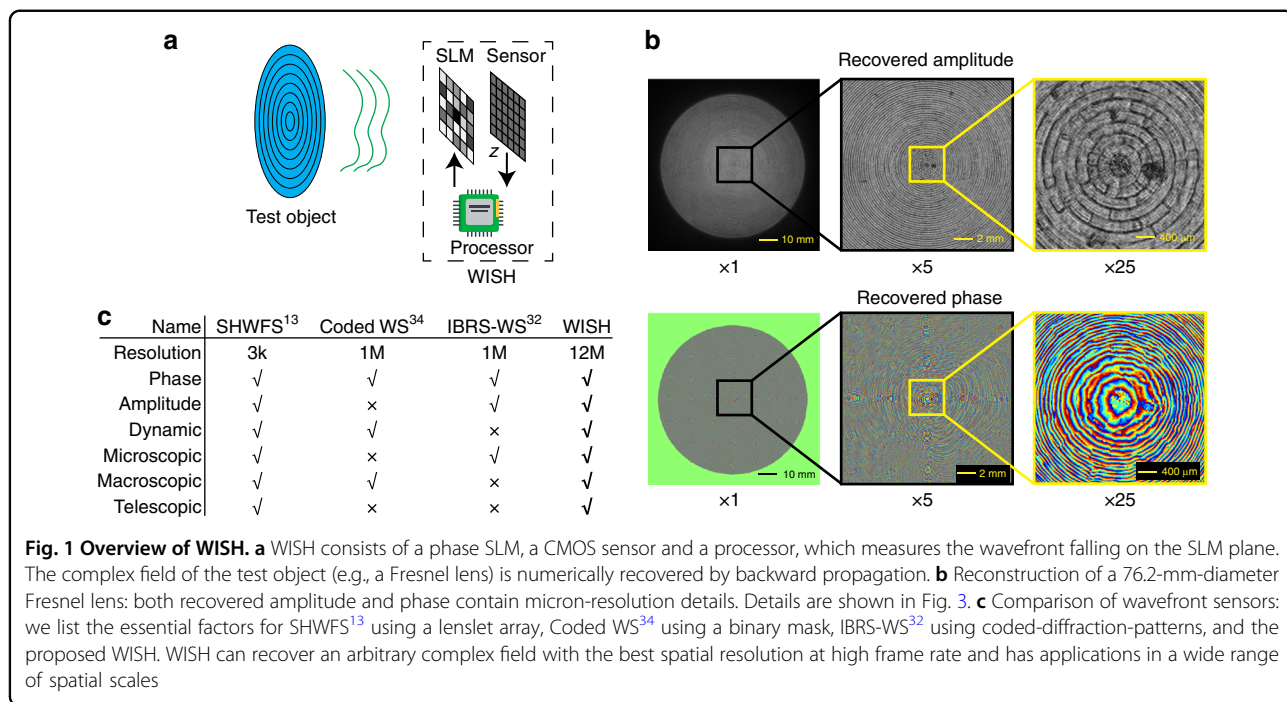 a
SLM Sensor
z
Test object
Processor
WISH
b
Recovered amplitude
10 mm
2 mm
400 μm
×1 ×5 ×25
Recovered phase
10 mm
2 mm
400 μm
×1 ×5 ×25
c
Name SHWFS13 Coded WS34 IBRS-WS32 WISH
Resolution 3k 1M 1M 12M
Phase √ √ √ √
Amplitude √ × √ √
Dynamic √ √ × √
Microscopic √ × √ √
Macroscopic √ √ × √
Telescopic √ × × √
Fig. 1 Overview of WISH. a WISH consists of a phase SLM, a CMOS sensor and a processor, which measures the wavefront falling on the SLM plane.
The complex field of the test object (e.g., a Fresnel lens) is numerically recovered by backward propagation. b Reconstruction of a 76.2-mm-diameter
Fresnel lens: both recovered amplitude and phase contain micron-resolution details. Details are shown in Fig. 3. c Comparison of wavefront sensors:
we list the essential factors for SHWFS13 using a lenslet array, Coded WS34 using a binary mask, IBRS-WS32 using coded-diffraction-patterns, and the
proposed WISH. WISH can recover an arbitrary complex field with the best spatial resolution at high frame rate and has applications in a wide range
of spatial scales